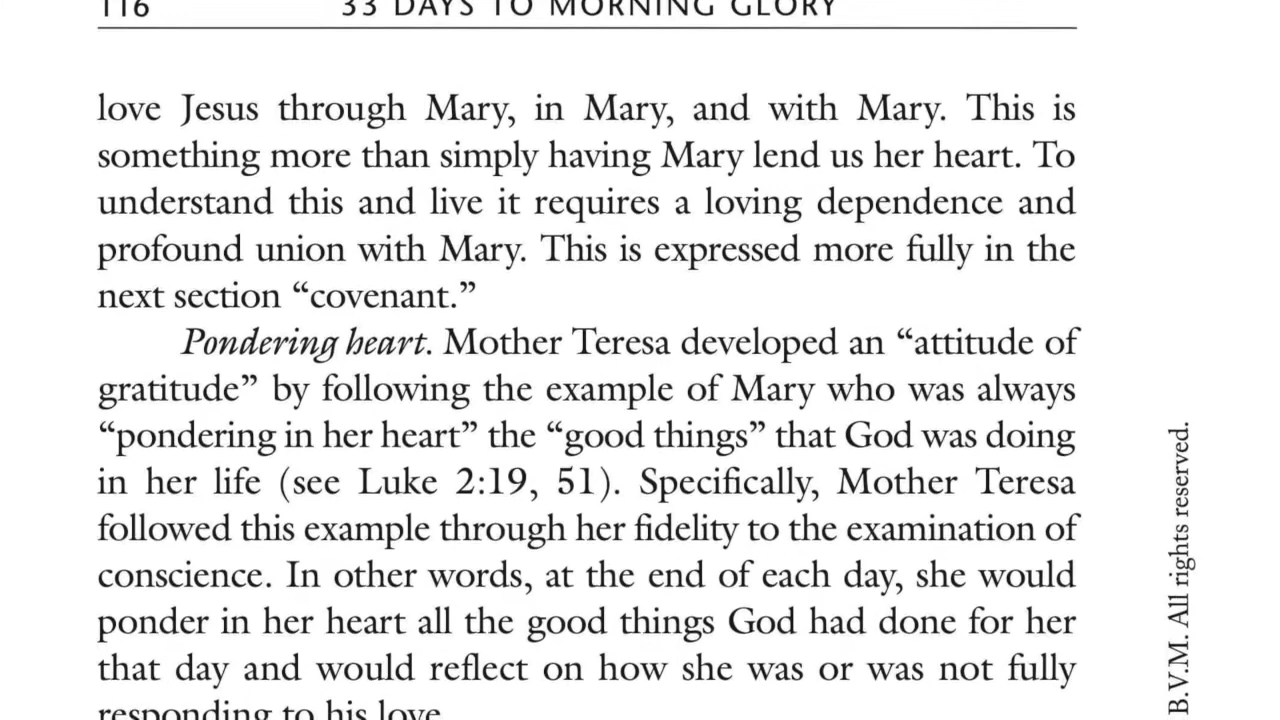 116 33 DAYS TO MORNING GLORY
love Jesus through Mary, in Mary, and with Mary. This is
something more than simply having Mary lend us her heart. To
understand this and live it requires a loving dependence and
profound union with Mary. This is expressed more fully in the
next section “covenant.”
Pondering heart. Mother Teresa developed an “attitude of
gratitude” by following the example of Mary who was always
“pondering in her heart” the “good things” that God was doing
in her life (see Luke 2:19, 51). Specifically, Mother Teresa
followed this example through her fidelity to the examination of
conscience. In other words, at the end of each day, she would
ponder in her heart all the good things God had done for her
that day and would reflect on how she was or was not fully
responding to his love.
B.V.M. All rights reserved.